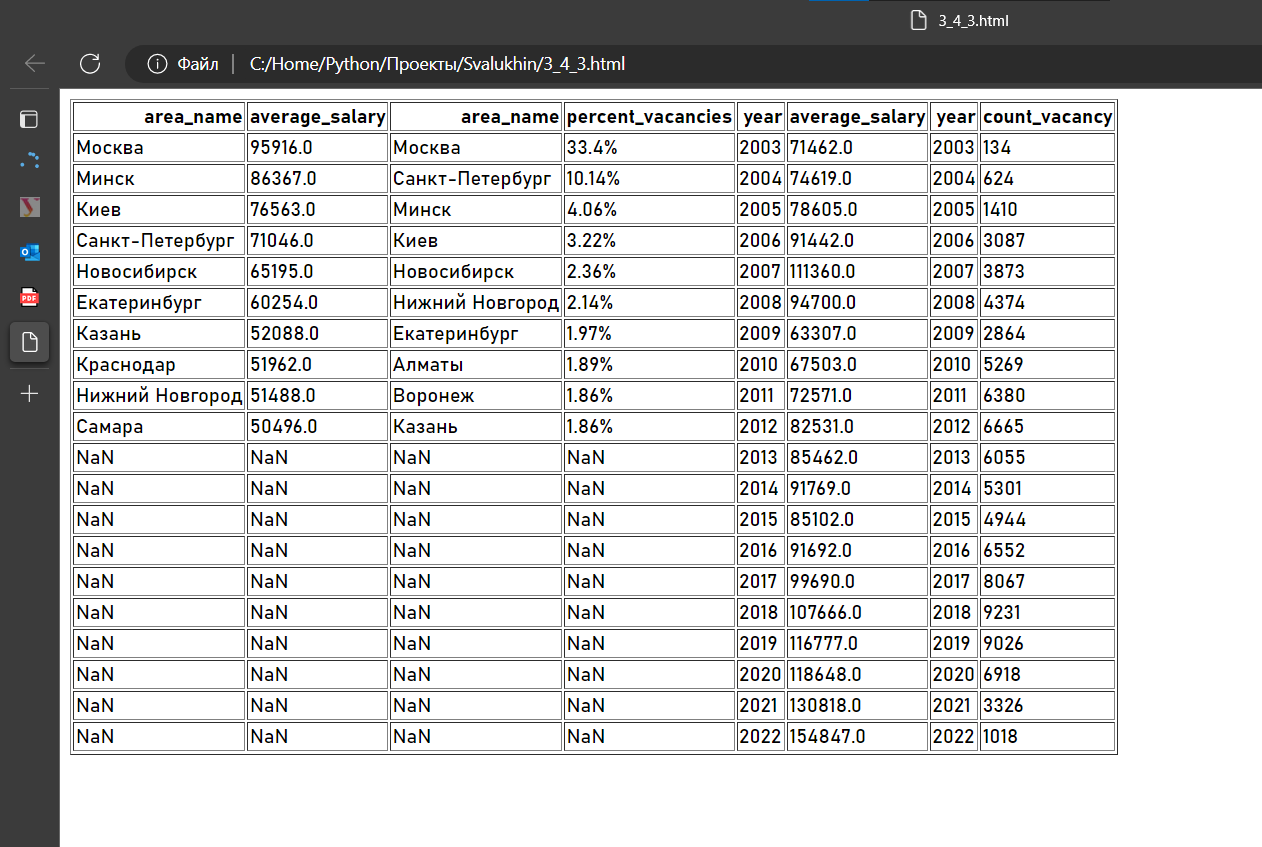 3_4_3.html
Файл | C:/Home/Python/Проекты/Svalukhin/3_4_3.html
area_name average_salary area_name percent_vacancies year average_salary year count_vacancy
Москва 95916.0 Москва 33.4% 2003 71462.0 2003 134
Минск 86367.0 Санкт-Петербург 10.14% 2004 74619.0 2004 624
Киев 76563.0 Минск 4.06% 2005 78605.0 2005 1410
Санкт-Петербург 71046.0 Киев 3.22% 2006 91442.0 2006 3087
Новосибирск 65195.0 Новосибирск 2.36% 2007 111360.0 2007 3873
Екатеринбург 60254.0 Нижний Новгород 2.14% 2008 94700.0 2008 4374
Казань 52088.0 Екатеринбург 1.97% 2009 63307.0 2009 2864
Краснодар 51962.0 Алматы 1.89% 2010 67503.0 2010 5269
Нижний Новгород 51488.0 Воронеж 1.86% 2011 72571.0 2011 6380
Самара 50496.0 Казань 1.86% 2012 82531.0 2012 6665
NaN NaN NaN NaN 2013 85462.0 2013 6055
NaN NaN NaN NaN 2014 91769.0 2014 5301
NaN NaN NaN NaN 2015 85102.0 2015 4944
NaN NaN NaN NaN 2016 91692.0 2016 6552
NaN NaN NaN NaN 2017 99690.0 2017 8067
NaN NaN NaN NaN 2018 107666.0 2018 9231
NaN NaN NaN NaN 2019 116777.0 2019 9026
NaN NaN NaN NaN 2020 118648.0 2020 6918
NaN NaN NaN NaN 2021 130818.0 2021 3326
NaN NaN NaN NaN 2022 154847.0 2022 1018
PDF